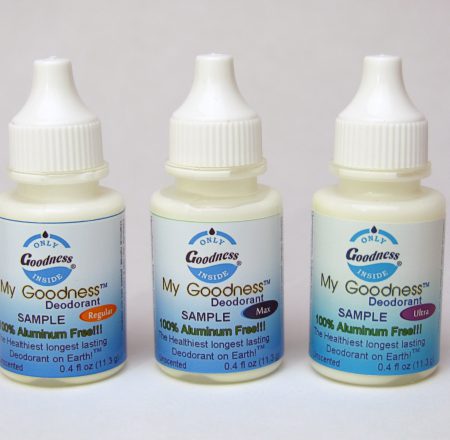 ONLY
Goodness®
INSIDE
My Goodness™
Deodorant
SAMPLE Regular
100% Aluminum Free!!!
The Healthiest longest lasting
Deodorant on Earth!™
Unscented 0.4 fl oz (11.3 g)
ONLY
Goodness®
INSIDE
My Goodness™
Deodorant
SAMPLE Max
100% Aluminum Free!!!
The Healthiest longest lasting
Deodorant on Earth!™
Unscented 0.4 fl oz (11.3 g)
ONLY
Goodness®
INSIDE
My Goodness™
Deodorant
SAMPLE Ultra
100% Aluminum Free!!!
The Healthiest longest lasting
Deodorant on Earth!™
Unscented 0.4 fl oz (11.3 g)